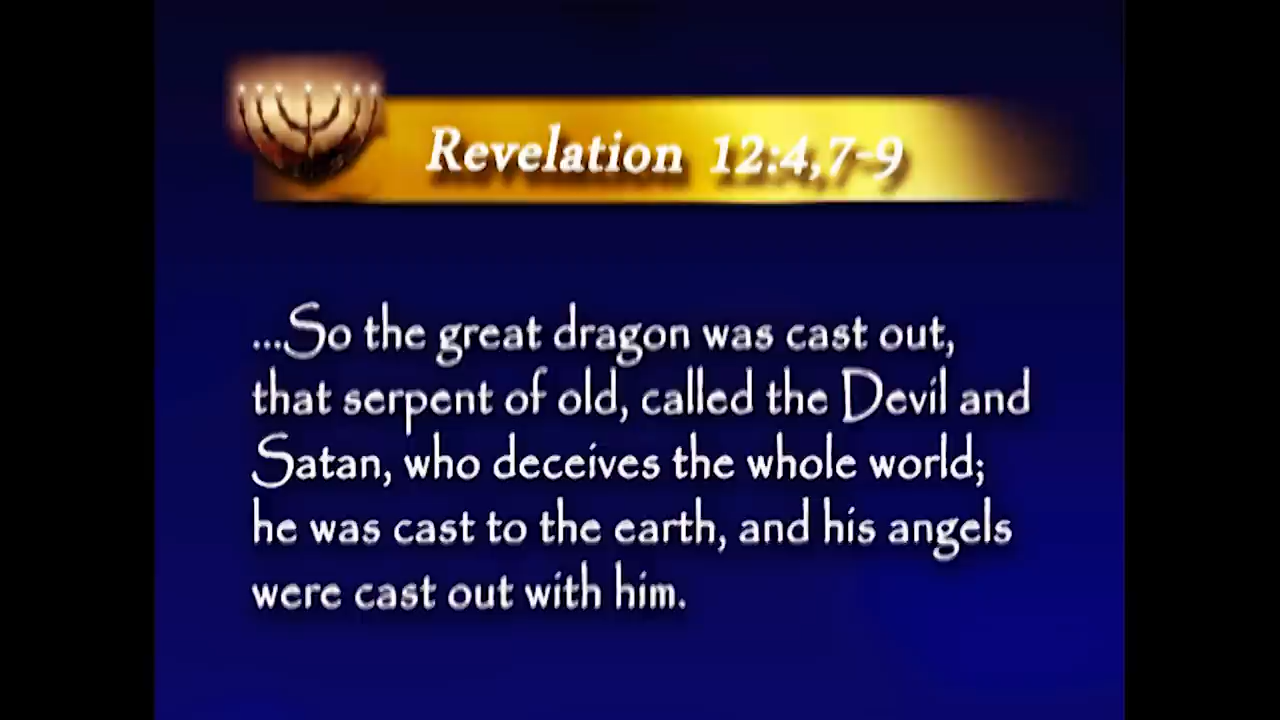 Revelation 12:4,7-9
...So the great dragon was cast out,
that serpent of old, called the Devil and
Satan, who deceives the whole world;
he was cast to the earth, and his angels
were cast out with him.